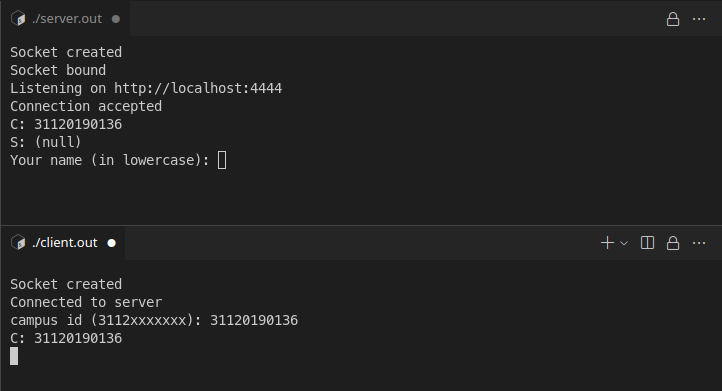 ./server.out
Socket created
Socket bound
Listening on http://localhost:4444
Connection accepted
C: 31120190136
S: (null)
Your name (in lowercase):
./client.out
Socket created
Connected to server
campus id (3112xxxxxxx): 31120190136
C: 31120190136